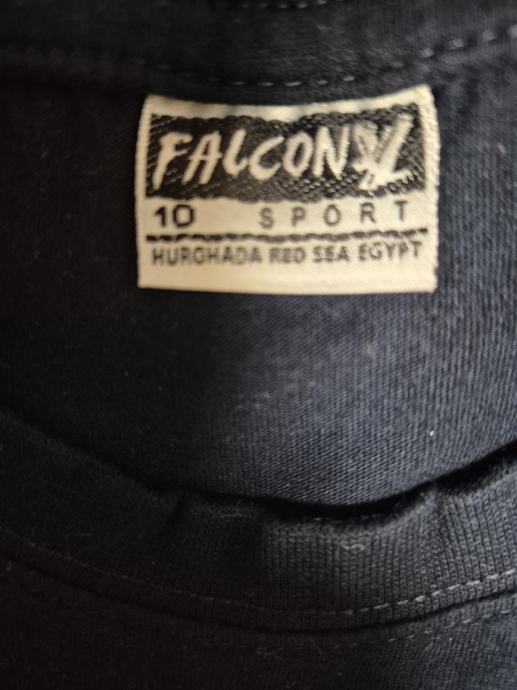 FALCON
10 SPORT
HURGHADA RED SEA EGYPT